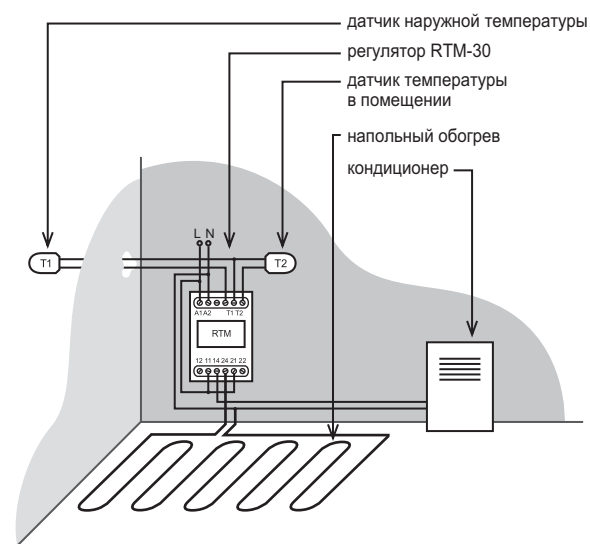 датчик наружной температуры
регулятор RTM-30
датчик температуры
в помещении
напольный обогрев
кондиционер
L N
T1
T2
A1 A2 T1 T2
RTM
12 11 14 24 21 22